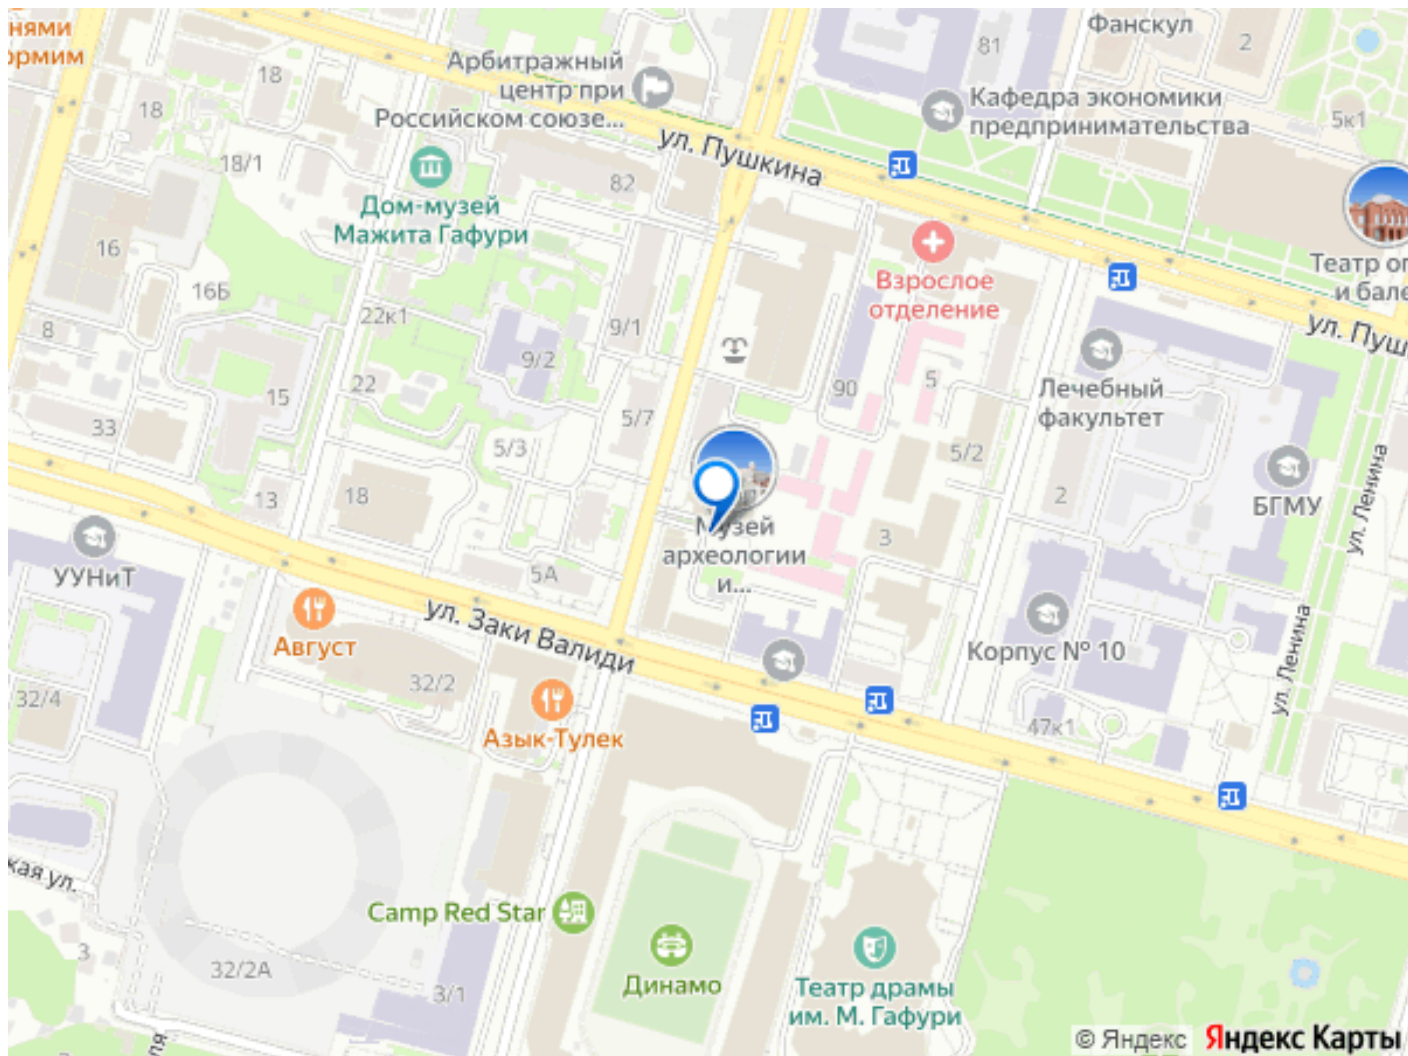 нями
ормим
Фанскул
2
81
18
Арбитражный
центр при
Российском союзе...
18
Кафедра экономики
предпринимательства
5к1
ул. Пушкина
18/1
82
Дом-музей
Мажита Гафури
16
Театр оп
и бале
Взрослое
отделение
16Б
22к1
9/1
8
9/2
ул. Пуш
22
90
5
Лечебный
факультет
15
5/7
33
5/3
5/2
18
13
2
БГМУ
ул. Ленина
Музей
археологии
и...
3
УУНиТ
5А
ул. Заки Валиди
Август
Корпус № 10
ул. Ленина
32/2
32/4
Азык-Тулек
47к1
кая ул.
Camp Red Star
3
32/2А
3/1
Динамо
Театр драмы
им. М. Гафури
ля
© Яндекс Яндекс Карты